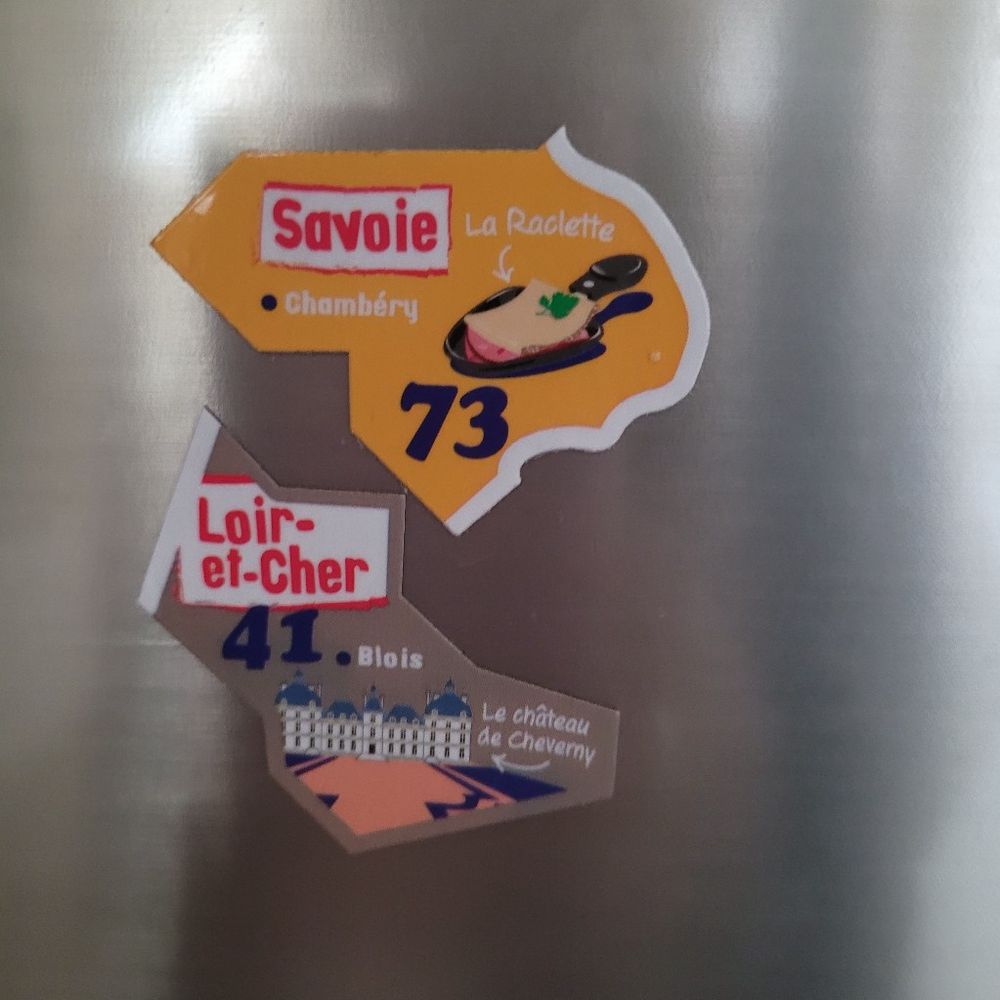 Savoie
La Raclette
Chambéry
73
Loir-
et-Cher
41
Blois
Le château
de Cheverny